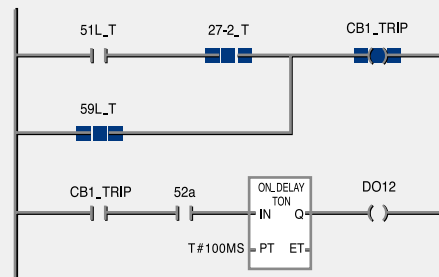 51L_T
27-2_T
CB1_TRIP
59L_T
CB1_TRIP
52a
ON_DELAY
TON
DO12
IN
Q
T#100MS
PT
ET